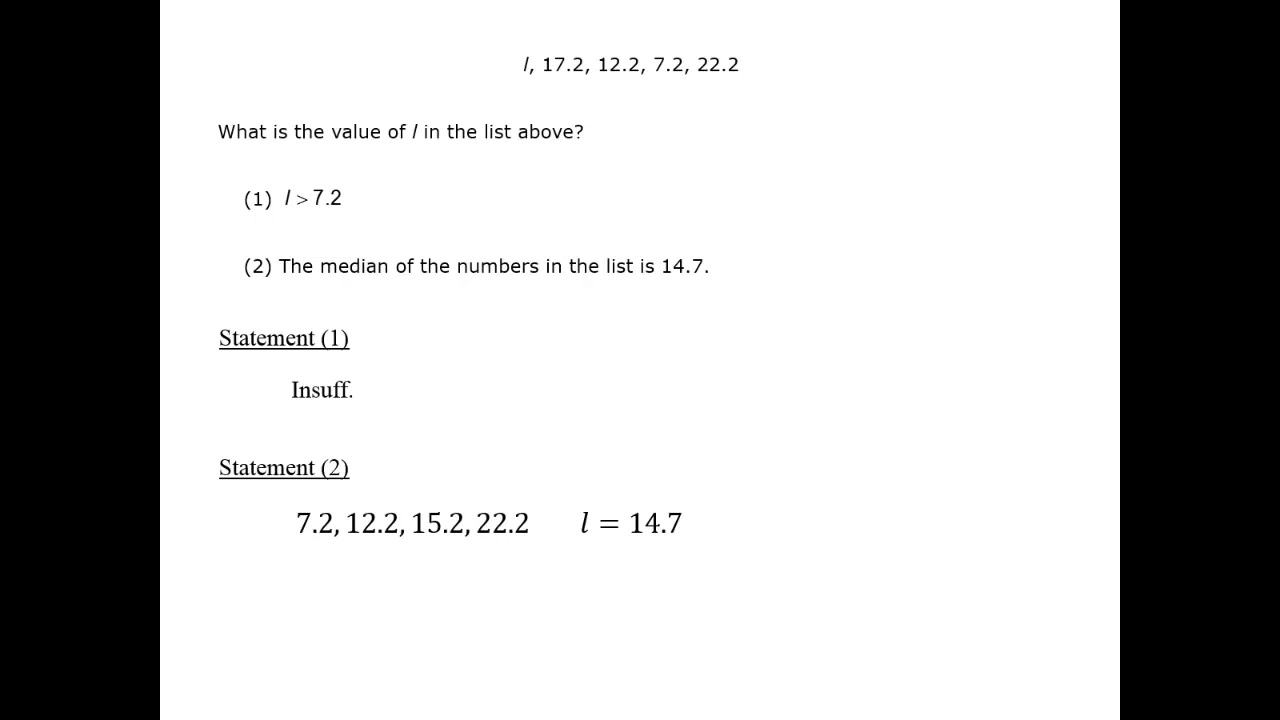 l, 17.2, 12.2, 7.2, 22.2
What is the value of l in the list above?
(1) l > 7.2
(2) The median of the numbers in the list is 14.7.
Statement (1)
Insuff.
Statement (2)
7.2, 12.2, 15.2, 22.2 l = 14.7